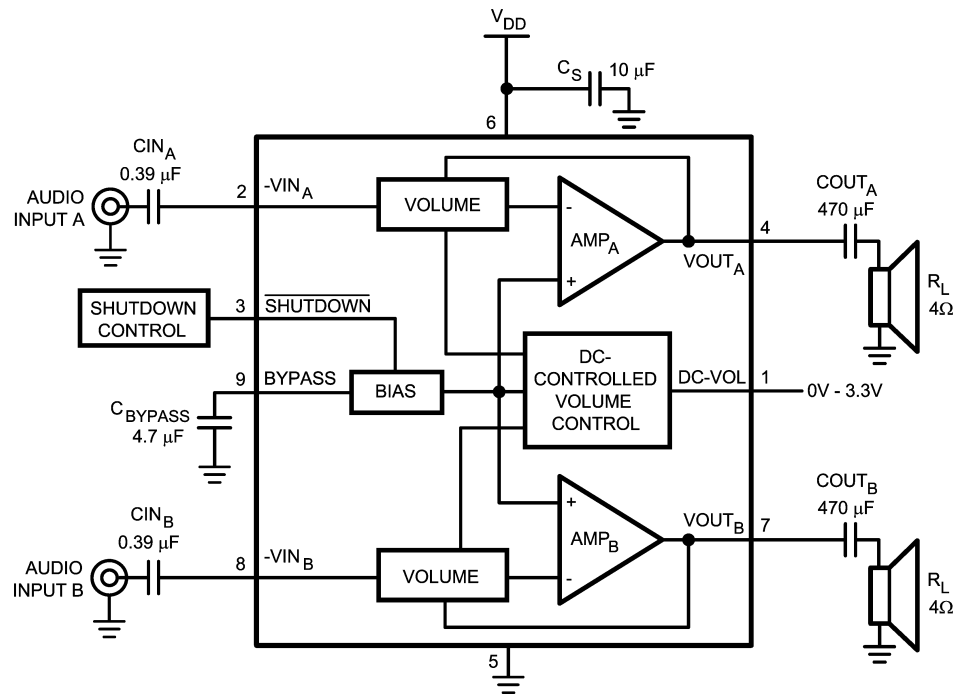 V_DD
C_S 10 μF
6
CIN_A
0.39 μF
AUDIO
INPUT A
2 -VIN_A
VOLUME
-
AMP_A
+
VOUT_A
4
COUT_A
470 μF
R_L
4Ω
SHUTDOWN
CONTROL
3 SHUTDOWN
9 BYPASS
BIAS
DC-
CONTROLLED
VOLUME
CONTROL
DC-VOL 1
0V - 3.3V
C_BYPASS
4.7 μF
CIN_B
0.39 μF
AUDIO
INPUT B
8 -VIN_B
VOLUME
+
AMP_B
-
VOUT_B 7
COUT_B
470 μF
R_L
4Ω
5